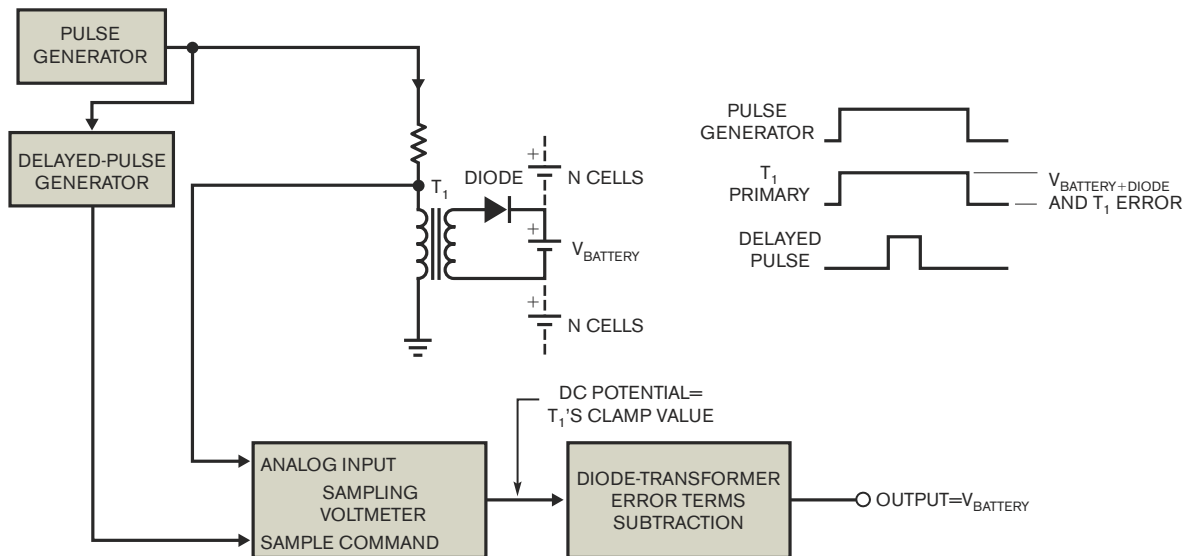 PULSE
GENERATOR
DELAYED-PULSE
GENERATOR
T1
DIODE
+
N CELLS
+
VBATTERY
+
N CELLS
PULSE
GENERATOR
T1
PRIMARY
VBATTERY+DIODE
AND T1 ERROR
DELAYED
PULSE
DC POTENTIAL=
T1'S CLAMP VALUE
ANALOG INPUT
SAMPLING
VOLTMETER
SAMPLE COMMAND
DIODE-TRANSFORMER
ERROR TERMS
SUBTRACTION
OUTPUT=VBATTERY